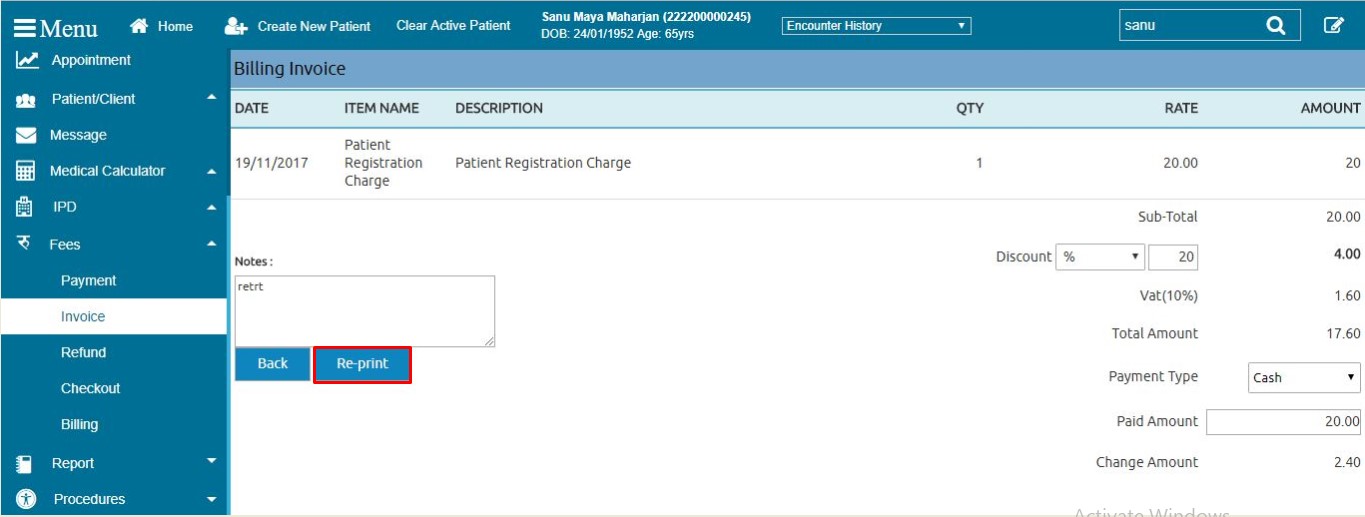 Menu Home Create New Patient Clear Active Patient Sanu Maya Maharjan (222200000245) Encounter History sanu
DOB: 24/01/1952 Age: 65yrs
Appointment
Patient/Client
Message
Medical Calculator
IPD
रु Fees
Payment
Invoice
Refund
Checkout
Billing
Report
Procedures
Billing Invoice
DATE ITEM NAME DESCRIPTION QTY RATE AMOUNT
19/11/2017 Patient Registration Charge Patient Registration Charge 1 20.00 20
Sub-Total 20.00
Discount % 20 4.00
Vat(10%) 1.60
Total Amount 17.60
Payment Type Cash
Paid Amount 20.00
Change Amount 2.40
Notes :
retrt
Back Re-print
Activate Windows